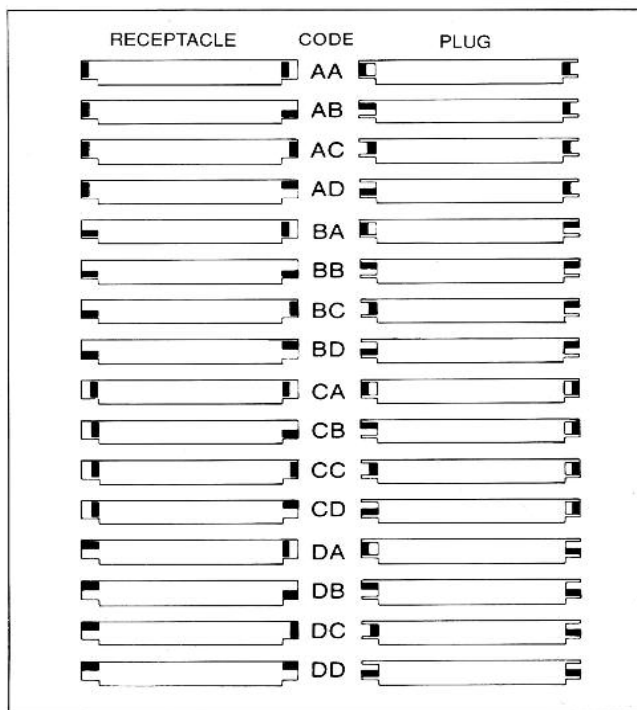 RECEPTACLE CODE PLUG
AA
AB
AC
AD
BA
BB
BC
BD
CA
CB
CC
CD
DA
DB
DC
DD